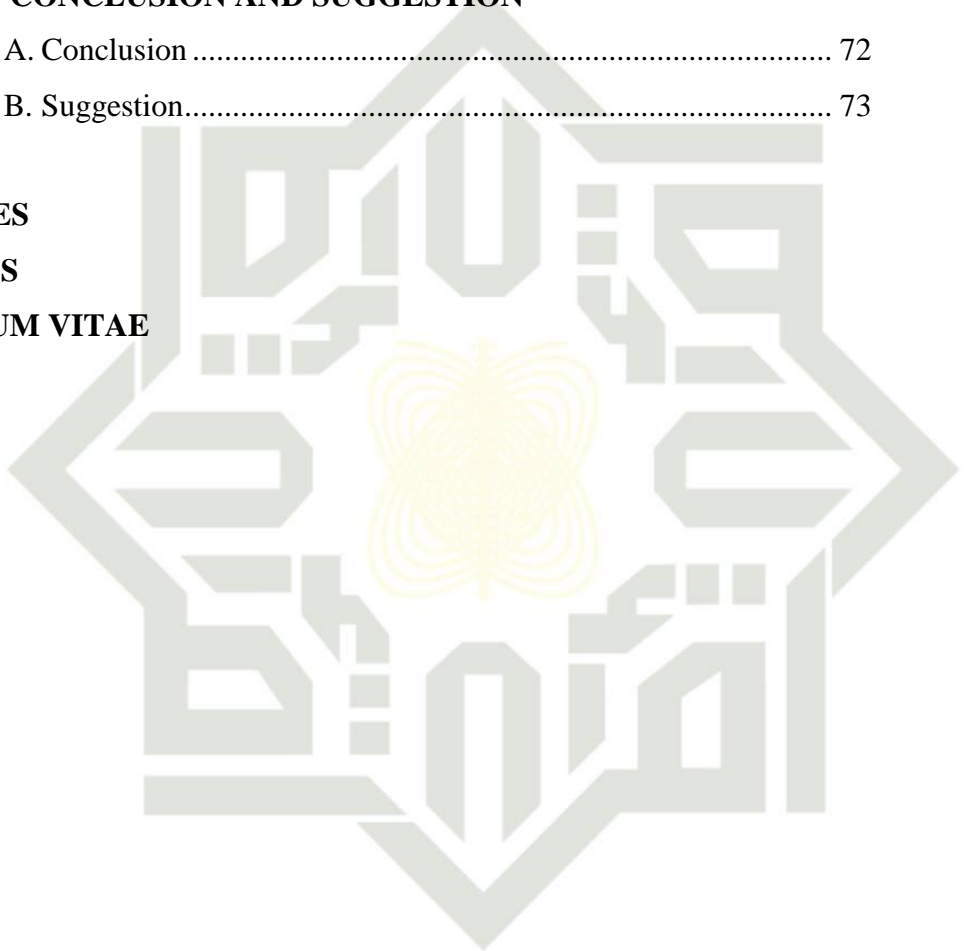 CONCLUSION AND SUGGESTION
A. Conclusion ................................................................................ 72
B. Suggestion................................................................................. 73
ES
S
UM VITAE